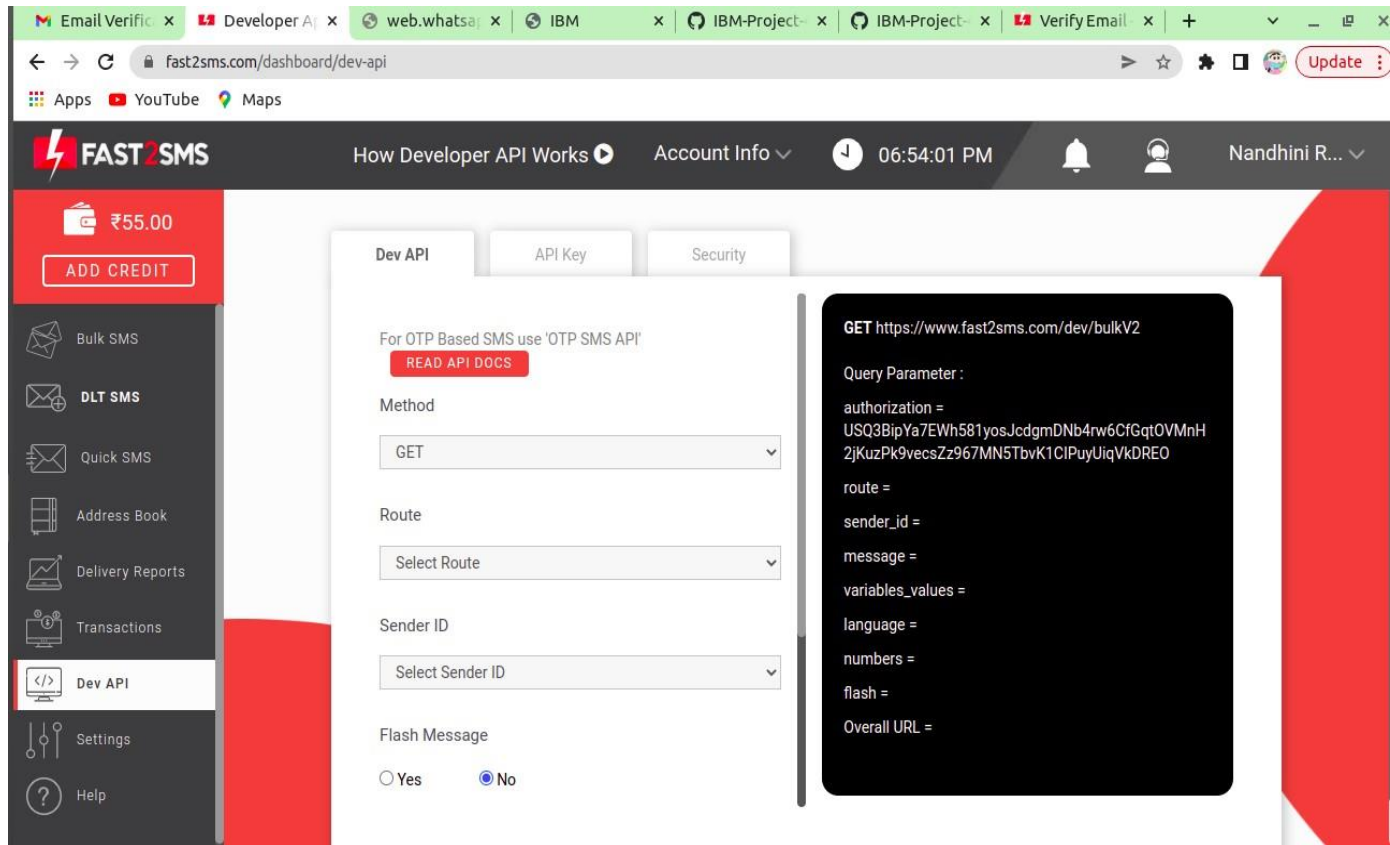 Email Verific
Developer Ap
web.whatsap
IBM
IBM-Project-
IBM-Project-
Verify Email
fast2sms.com/dashboard/dev-api
Update
Apps
YouTube
Maps
FAST2SMS
How Developer API Works
Account Info
06:54:01 PM
Nandhini R...
₹55.00
ADD CREDIT
Bulk SMS
DLT SMS
Quick SMS
Address Book
Delivery Reports
Transactions
Dev API
Settings
Help
Dev API
API Key
Security
For OTP Based SMS use 'OTP SMS API'
READ API DOCS
Method
GET
Route
Select Route
Sender ID
Select Sender ID
Flash Message
Yes
No
GET https://www.fast2sms.com/dev/bulkV2
Query Parameter :
authorization =
USQ3BipYa7EWh581yosJcdgmDNb4rw6CfGqtOVMnH
2jKuzPk9vecsZz967MN5TbvK1CIPuyUiqVkDREO
route =
sender_id =
message =
variables_values =
language =
numbers =
flash =
Overall URL =